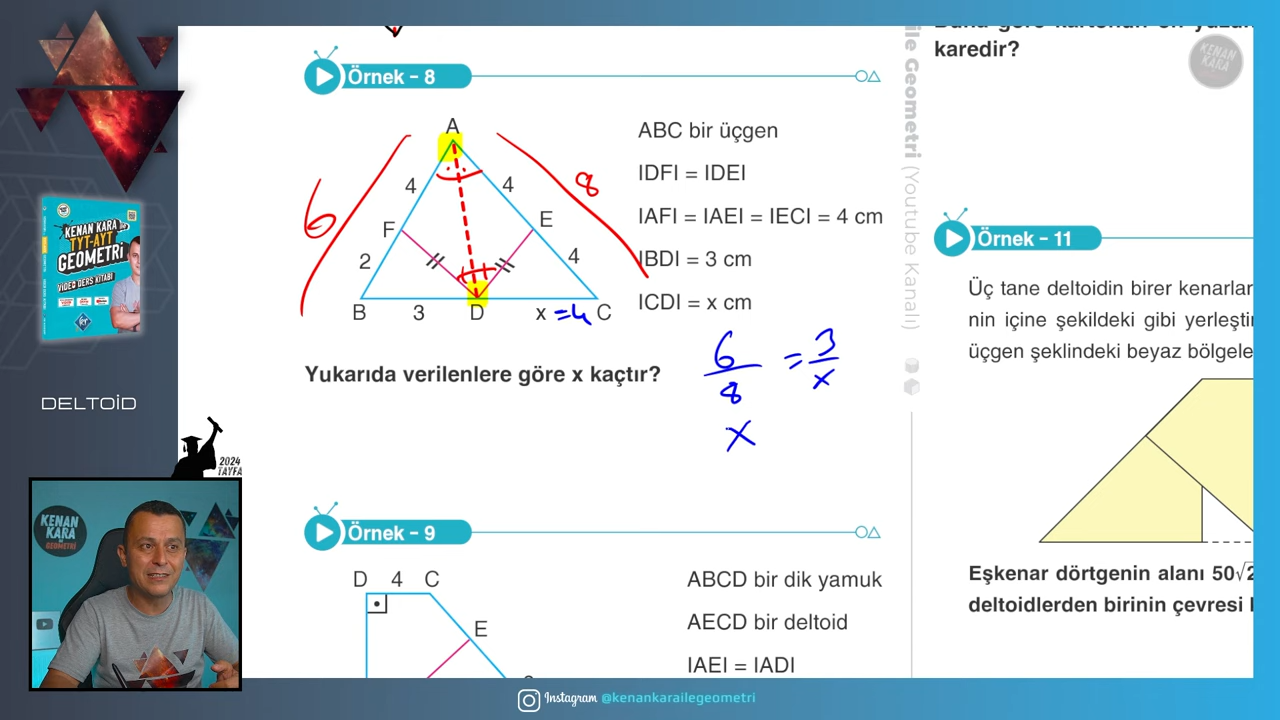 Örnek - 8
ABC bir üçgen
IDFI = IDEI
IAFI = IAEI = IECI = 4 cm
IBDI = 3 cm
ICDI = x cm
A
4
4
6
8
F
E
2
4
B 3 D x =4 C
Yukarıda verilenlere göre x kaçtır?
6/8 = 3/x
x
Örnek - 9
D 4 C
E
ABCD bir dik yamuk
AECD bir deltoid
IAEI = IADI
ile Geometri (Youtube Kanalı)
karedir?
KENAN KARA
Örnek - 11
Üç tane deltoidin birer kenarlar
nin içine şekildeki gibi yerleştir
üçgen şeklindeki beyaz bölgele
Eşkenar dörtgenin alanı 50√2
deltoidlerden birinin çevresi
KENAN KARA
TYT-AYT
GEOMETRİ
VİDEO DERS KİTABI
DELTOİD
2024
TAYFA
KENAN
KARA
GEOMETRİ
Instagram @kenankarailegeometri